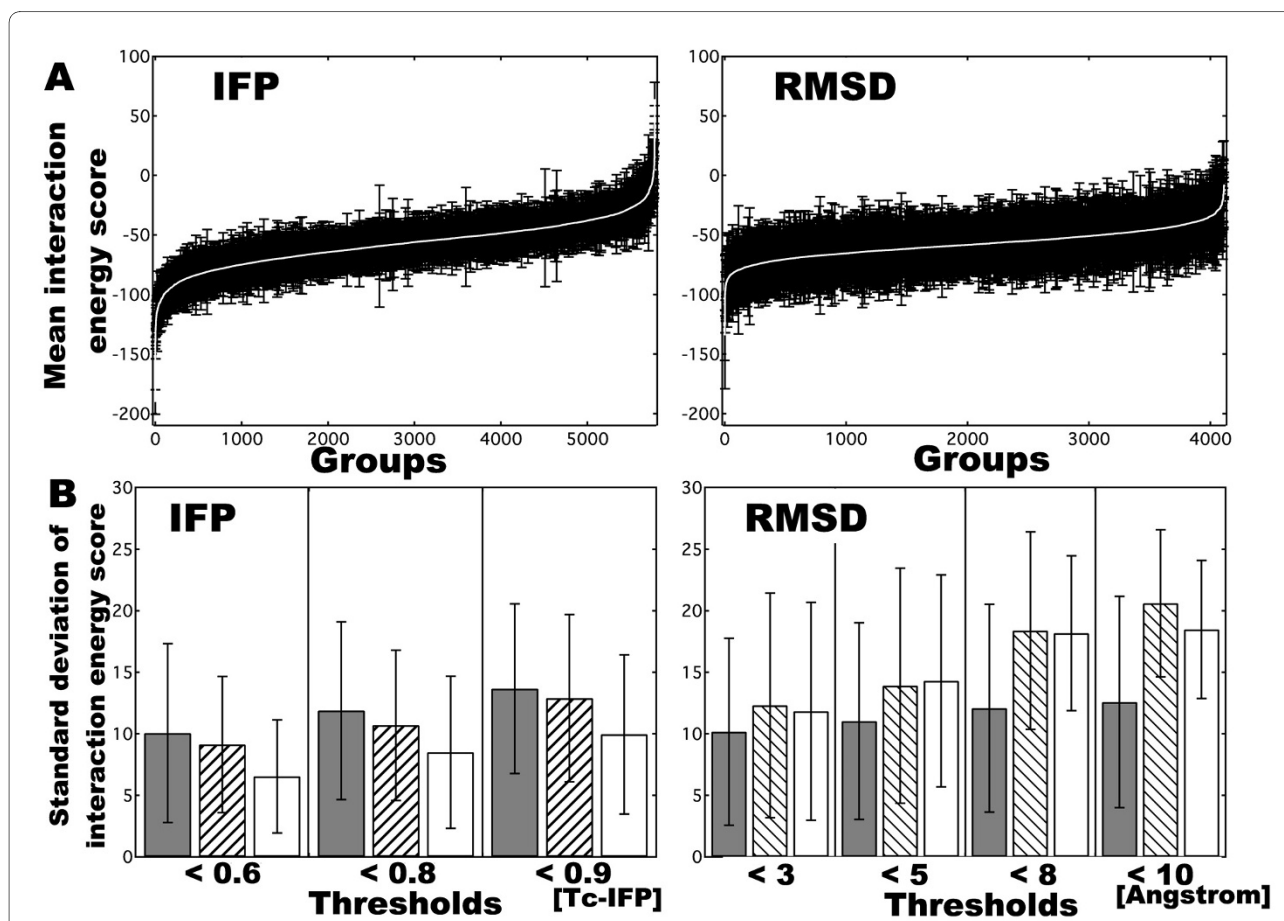 A
IFP
RMSD
Mean interaction
energy score
100
50
0
-50
-100
-150
-200
0 1000 2000 3000 4000 5000
Groups
100
50
0
-50
-100
-150
-200
0 1000 2000 3000 4000
Groups
B
IFP
RMSD
Standard deviation of
interaction energy score
30
25
20
15
10
5
0
< 0.6 < 0.8 < 0.9
Thresholds [Tc-IFP]
30
25
20
15
10
5
0
< 3 < 5 < 8 < 10
Thresholds [Angstrom]